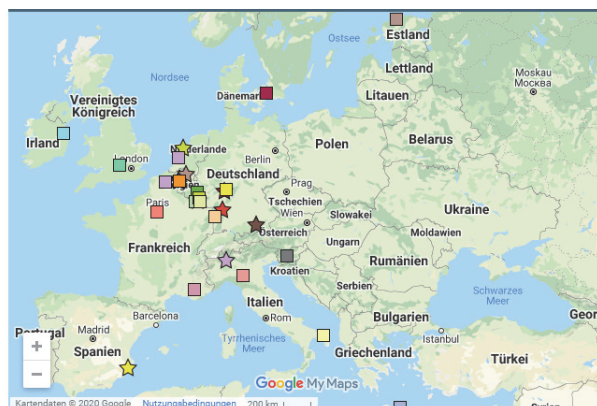 Estland
Ostsee
Lettland
Moskau
Москва
Nordsee
Dänemark
Litauen
Vereinigtes
Königreich
Belarus
Irland
London
Niederlande
Berlin
Polen
Deutschland
Prag
Paris
Tschechien
Ukraine
Wien
Slowakei
Österreich
Moldawien
Frankreich
Ungarn
Rumänien
Kroatien
Serbien
Schwarzes
Meer
Italien
Bulgarien
Geor
Barcelona
Portugal
Madrid
Rom
Istanbul
Spanien
Tyrrhenisches
Meer
Griechenland
Türkei
+
−
Google My Maps
Kartendaten © 2020 Google Nutzungsbedingungen 200 km